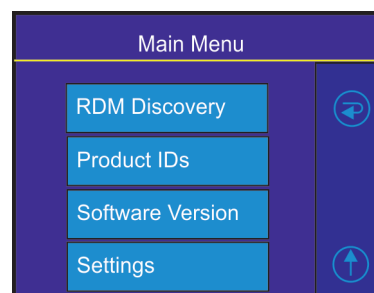 Main Menu
RDM Discovery
Product IDs
Software Version
Settings